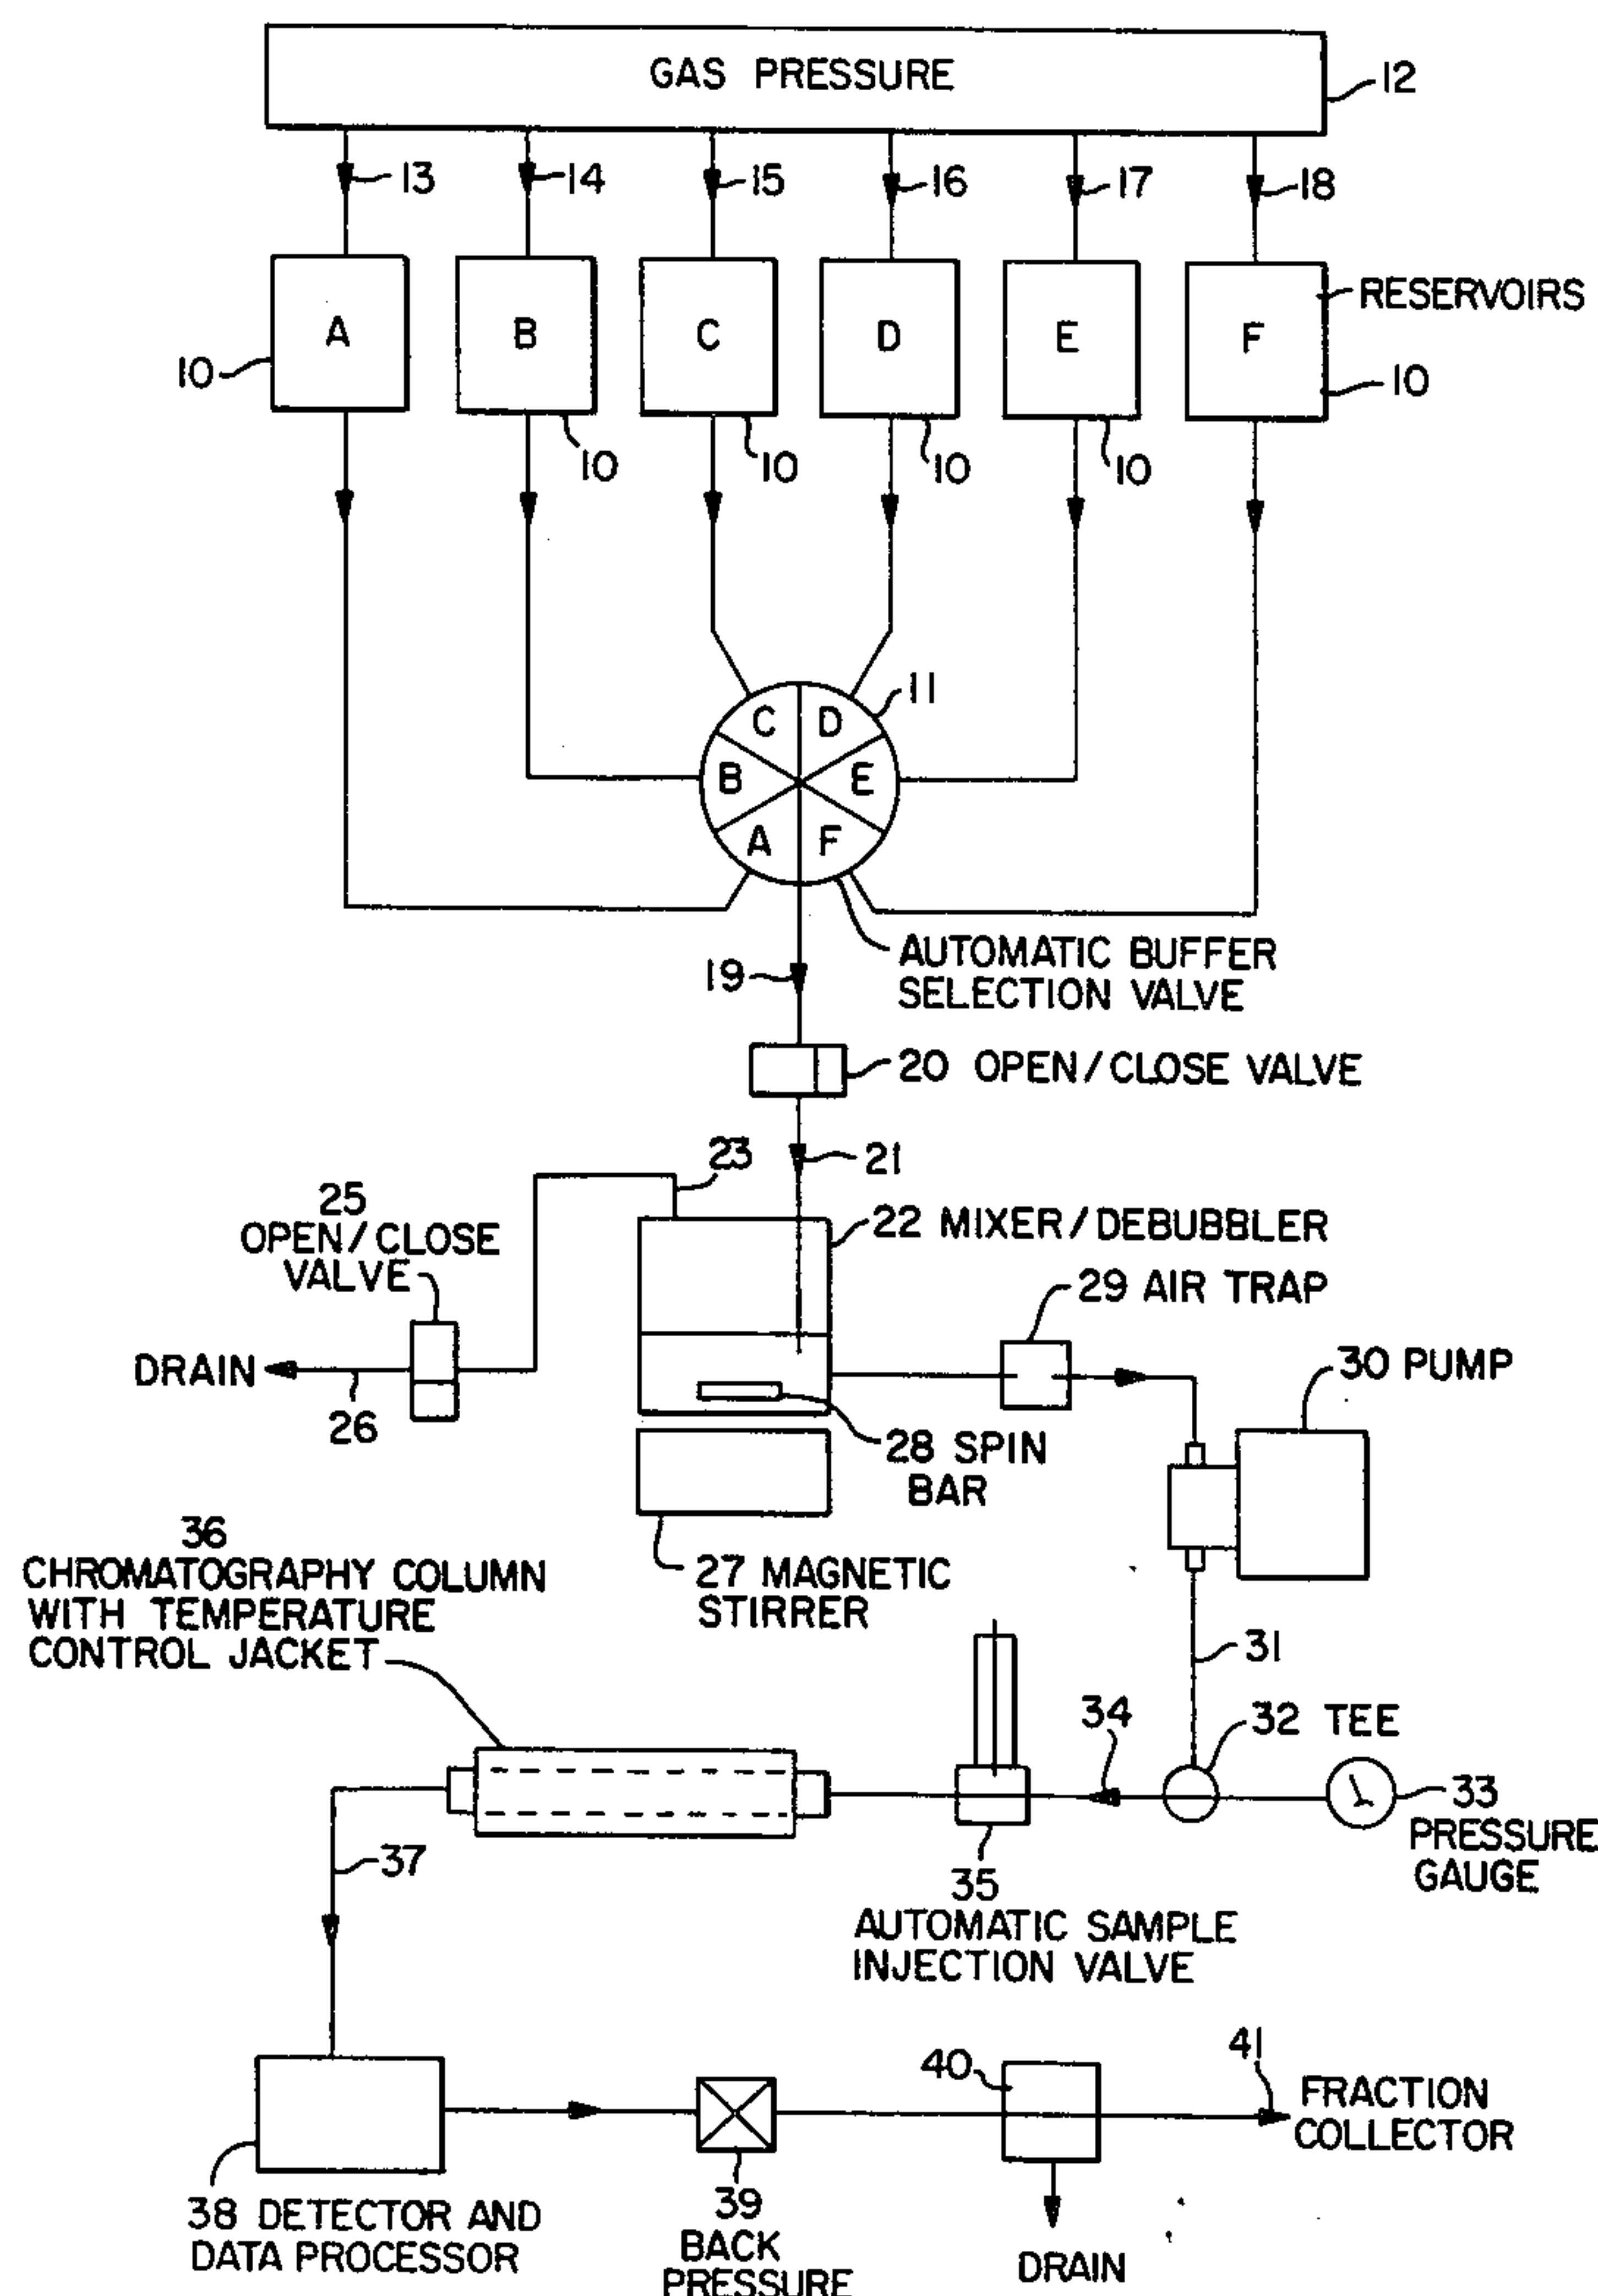 GAS PRESSURE
12
13
14
15
16
17
18
A
B
C
D
E
F
RESERVOIRS
10
10
10
10
10
10
11
C
D
B
E
A
F
AUTOMATIC BUFFER
SELECTION VALVE
19
20 OPEN/CLOSE VALVE
21
23
25
OPEN/CLOSE
VALVE
22 MIXER/DEBUBBLER
29 AIR TRAP
DRAIN
26
30 PUMP
28 SPIN
BAR
27 MAGNETIC
STIRRER
36
CHROMATOGRAPHY COLUMN
WITH TEMPERATURE
CONTROL JACKET
31
34
32 TEE
33
PRESSURE
GAUGE
37
35
AUTOMATIC SAMPLE
INJECTION VALVE
40
41
FRACTION
COLLECTOR
38 DETECTOR AND
DATA PROCESSOR
39
BACK
PRESSURE
DRAIN